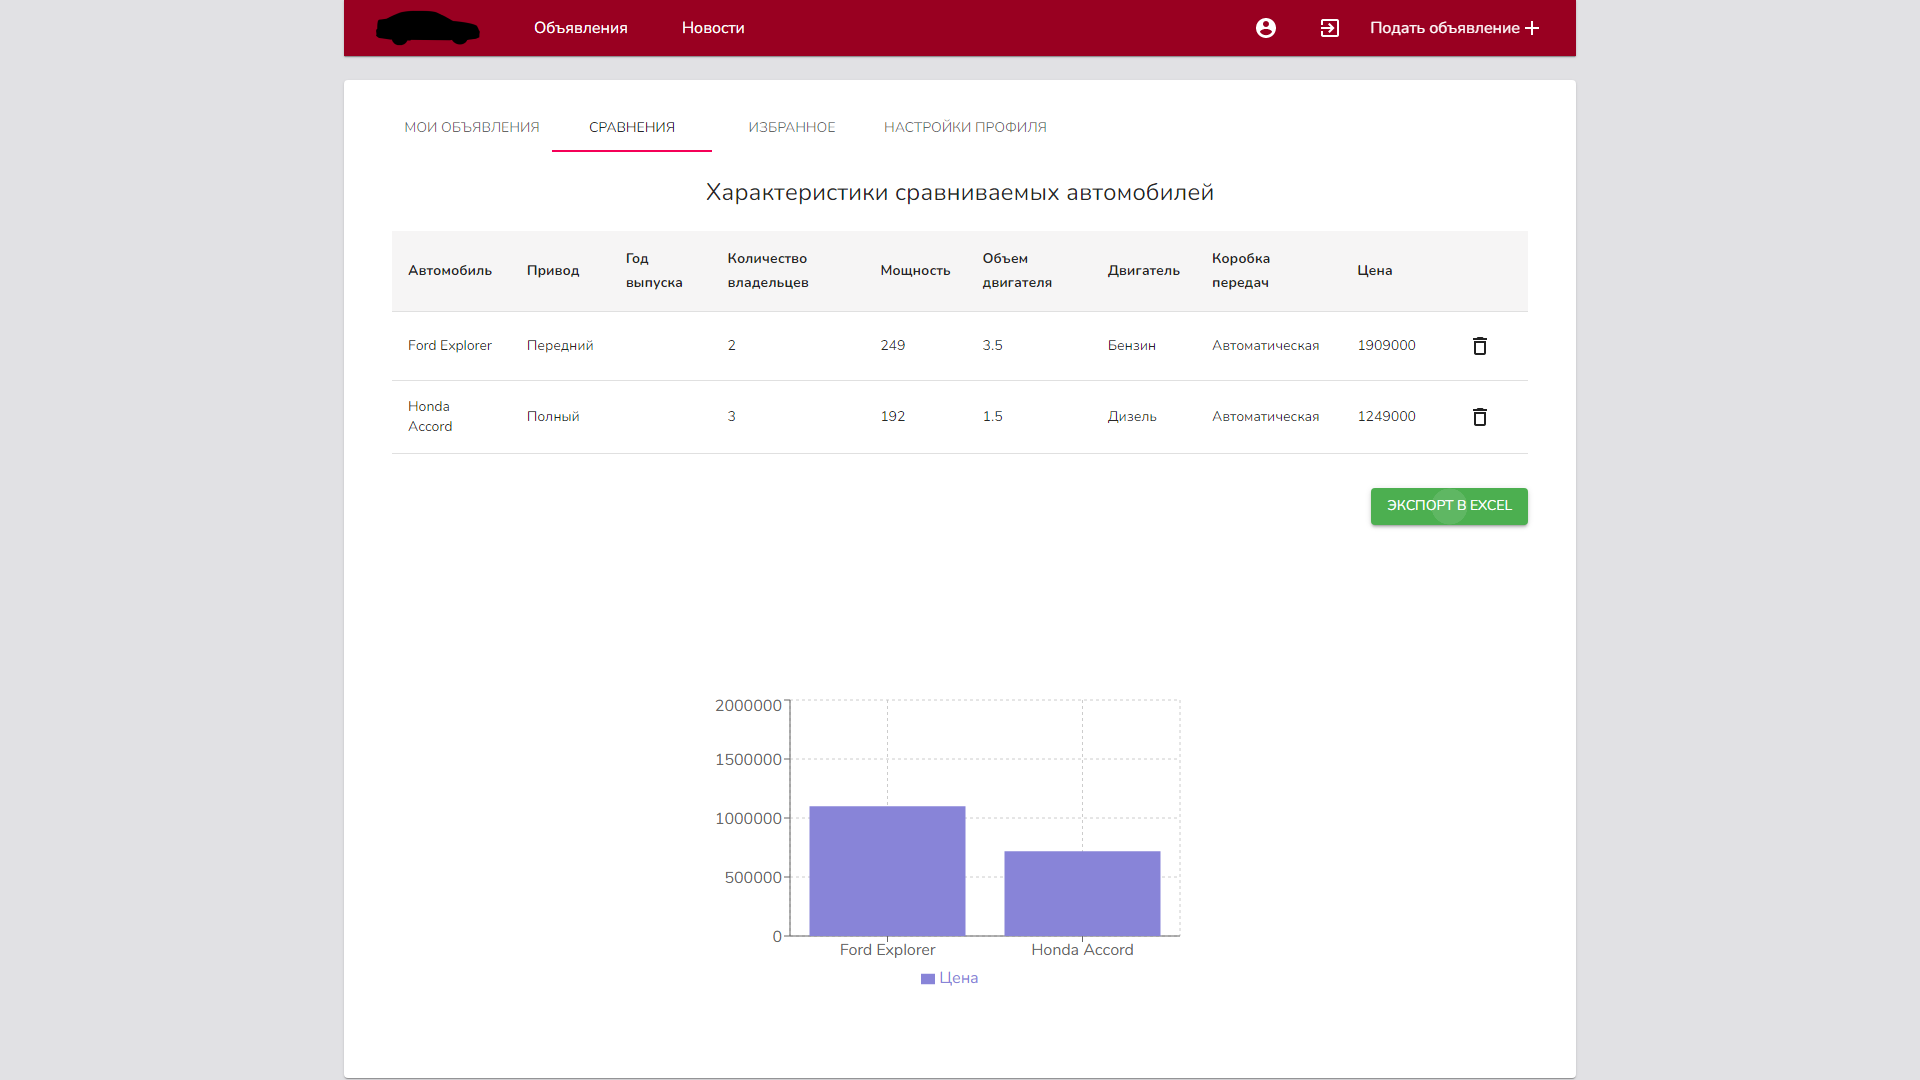 Объявления Новости Подать объявление
МОИ ОБЪЯВЛЕНИЯ СРАВНЕНИЯ ИЗБРАННОЕ НАСТРОЙКИ ПРОФИЛЯ
Характеристики сравниваемых автомобилей
Автомобиль Привод Год выпуска Количество владельцев Мощность Объем двигателя Двигатель Коробка передач Цена
Ford Explorer Передний 2 249 3.5 Бензин Автоматическая 1909000
Honda Accord Полный 3 192 1.5 Дизель Автоматическая 1249000
ЭКСПОРТ В EXCEL
2000000
1500000
1000000
500000
0
Ford Explorer Honda Accord
Цена